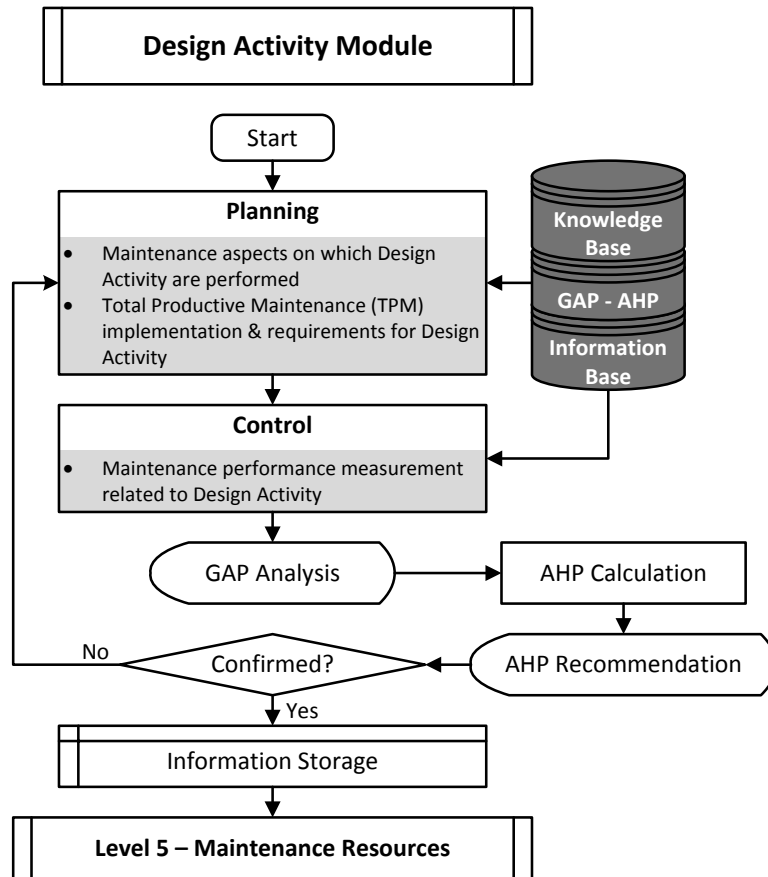 Design Activity Module
Start
Planning
• Maintenance aspects on which Design
Activity are performed
• Total Productive Maintenance (TPM)
implementation & requirements for Design
Activity
Knowledge
Base
GAP - AHP
Information
Base
Control
• Maintenance performance measurement
related to Design Activity
GAP Analysis
AHP Calculation
No
Confirmed?
AHP Recommendation
Yes
Information Storage
Level 5 – Maintenance Resources